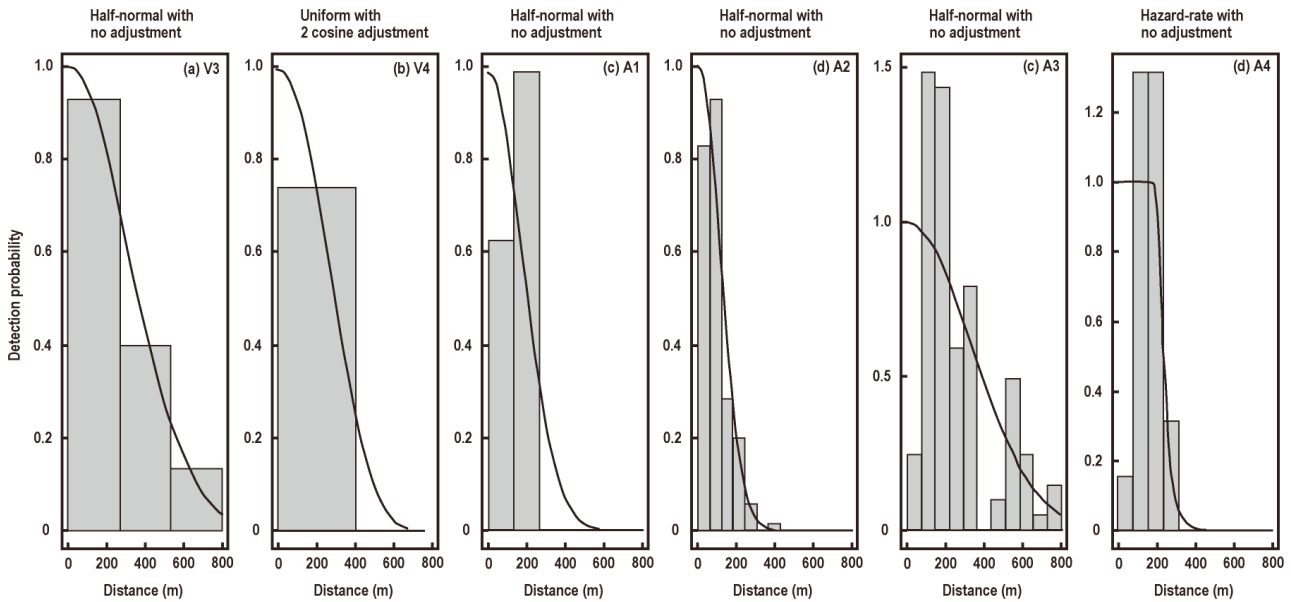 Half-normal with
no adjustment
Uniform with
2 cosine adjustment
Half-normal with
no adjustment
Half-normal with
no adjustment
Half-normal with
no adjustment
Hazard-rate with
no adjustment
Detection probability
(a) V3
1.0
0.8
0.6
0.4
0.2
0
0 200 400 600 800
Distance (m)
(b) V4
1.0
0.8
0.6
0.4
0.2
0
0 200 400 600 800
Distance (m)
(c) A1
1.0
0.8
0.6
0.4
0.2
0
0 200 400 600 800
Distance (m)
(d) A2
1.0
0.8
0.6
0.4
0.2
0
0 200 400 600 800
Distance (m)
(c) A3
1.5
1.0
0.5
0
0 200 400 600 800
Distance (m)
(d) A4
1.2
1.0
0.8
0.6
0.4
0.2
0
0 200 400 600 800
Distance (m)